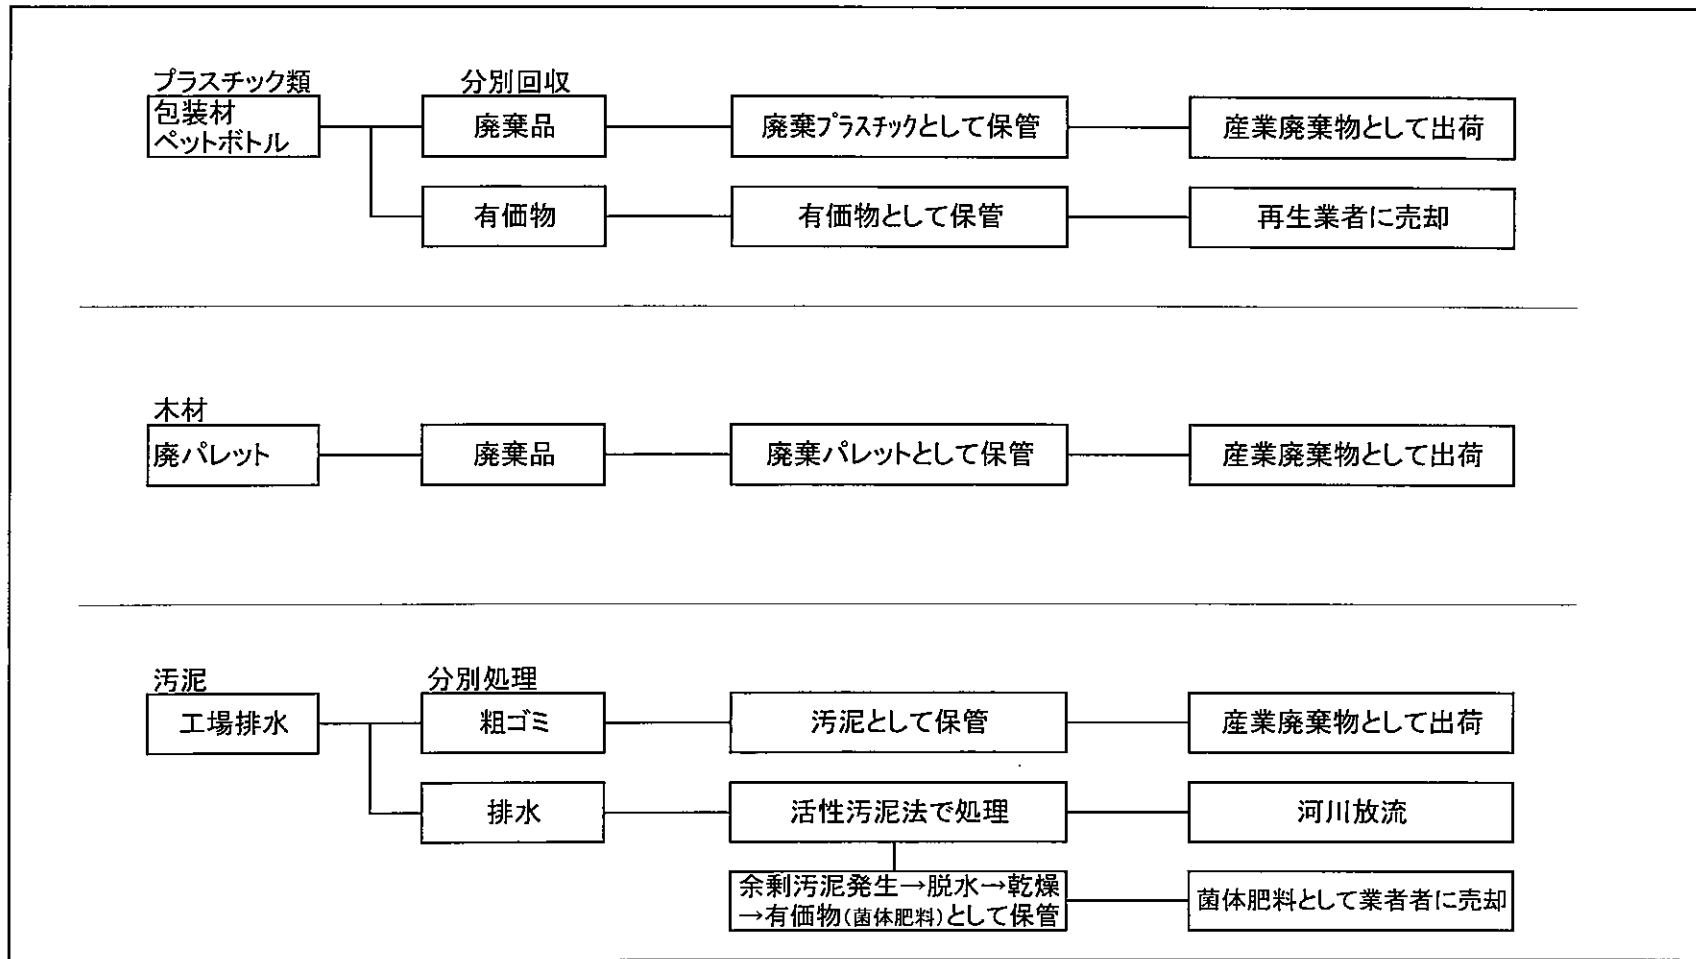 プラスチック類
分別回収
包装材
ペットボトル
廃棄品
廃棄プラスチックとして保管
産業廃棄物として出荷
有価物
有価物として保管
再生業者に売却
木材
廃パレット
廃棄品
廃棄パレットとして保管
産業廃棄物として出荷
汚泥
分別処理
工場排水
粗ゴミ
汚泥として保管
産業廃棄物として出荷
排水
活性汚泥法で処理
河川放流
余剰汚泥発生→脱水→乾燥
→有価物(菌体肥料)として保管
菌体肥料として業者者に売却